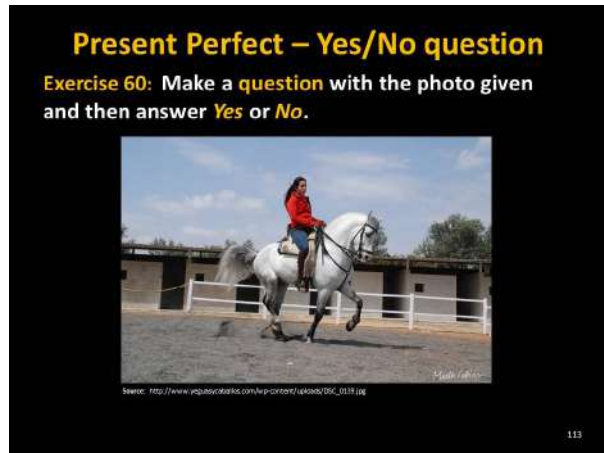 Present Perfect – Yes/No question
Exercise 60: Make a question with the photo given
and then answer Yes or No.
Source:
113